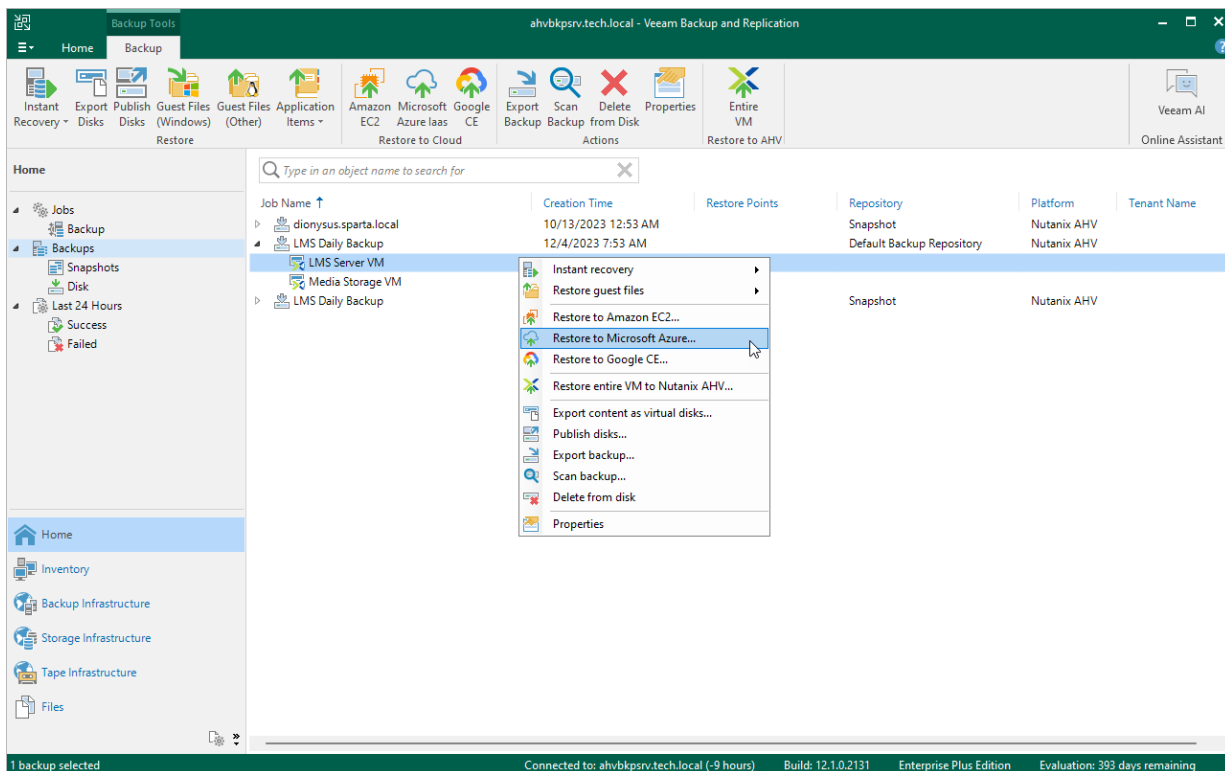 Backup Tools
ahvbkpsrv.tech.local - Veeam Backup and Replication
Home
Backup
Instant Recovery
Export Disks
Publish Disks
Guest Files (Windows)
Guest Files (Other)
Application Items
Restore
Amazon EC2
Microsoft Azure Iaas
Google CE
Restore to Cloud
Export Backup
Scan Backup
Delete from Disk
Properties
Actions
Entire VM
Restore to AHV
Veeam AI
Online Assistant
Home
Jobs
Backup
Backups
Snapshots
Disk
Last 24 Hours
Success
Failed
Home
Inventory
Backup Infrastructure
Storage Infrastructure
Tape Infrastructure
Files
Type in an object name to search for
Job Name Creation Time Restore Points Repository Platform Tenant Name
dionysus.sparta.local 10/13/2023 12:53 AM Snapshot Nutanix AHV
LMS Daily Backup 12/4/2023 7:53 AM Default Backup Repository Nutanix AHV
LMS Server VM
Media Storage VM
LMS Daily Backup Snapshot Nutanix AHV
Instant recovery
Restore guest files
Restore to Amazon EC2...
Restore to Microsoft Azure...
Restore to Google CE...
Restore entire VM to Nutanix AHV...
Export content as virtual disks...
Publish disks...
Export backup...
Scan backup...
Delete from disk
Properties
1 backup selected
Connected to: ahvbkpsrv.tech.local (-9 hours) Build: 12.1.0.2131 Enterprise Plus Edition Evaluation: 393 days remaining